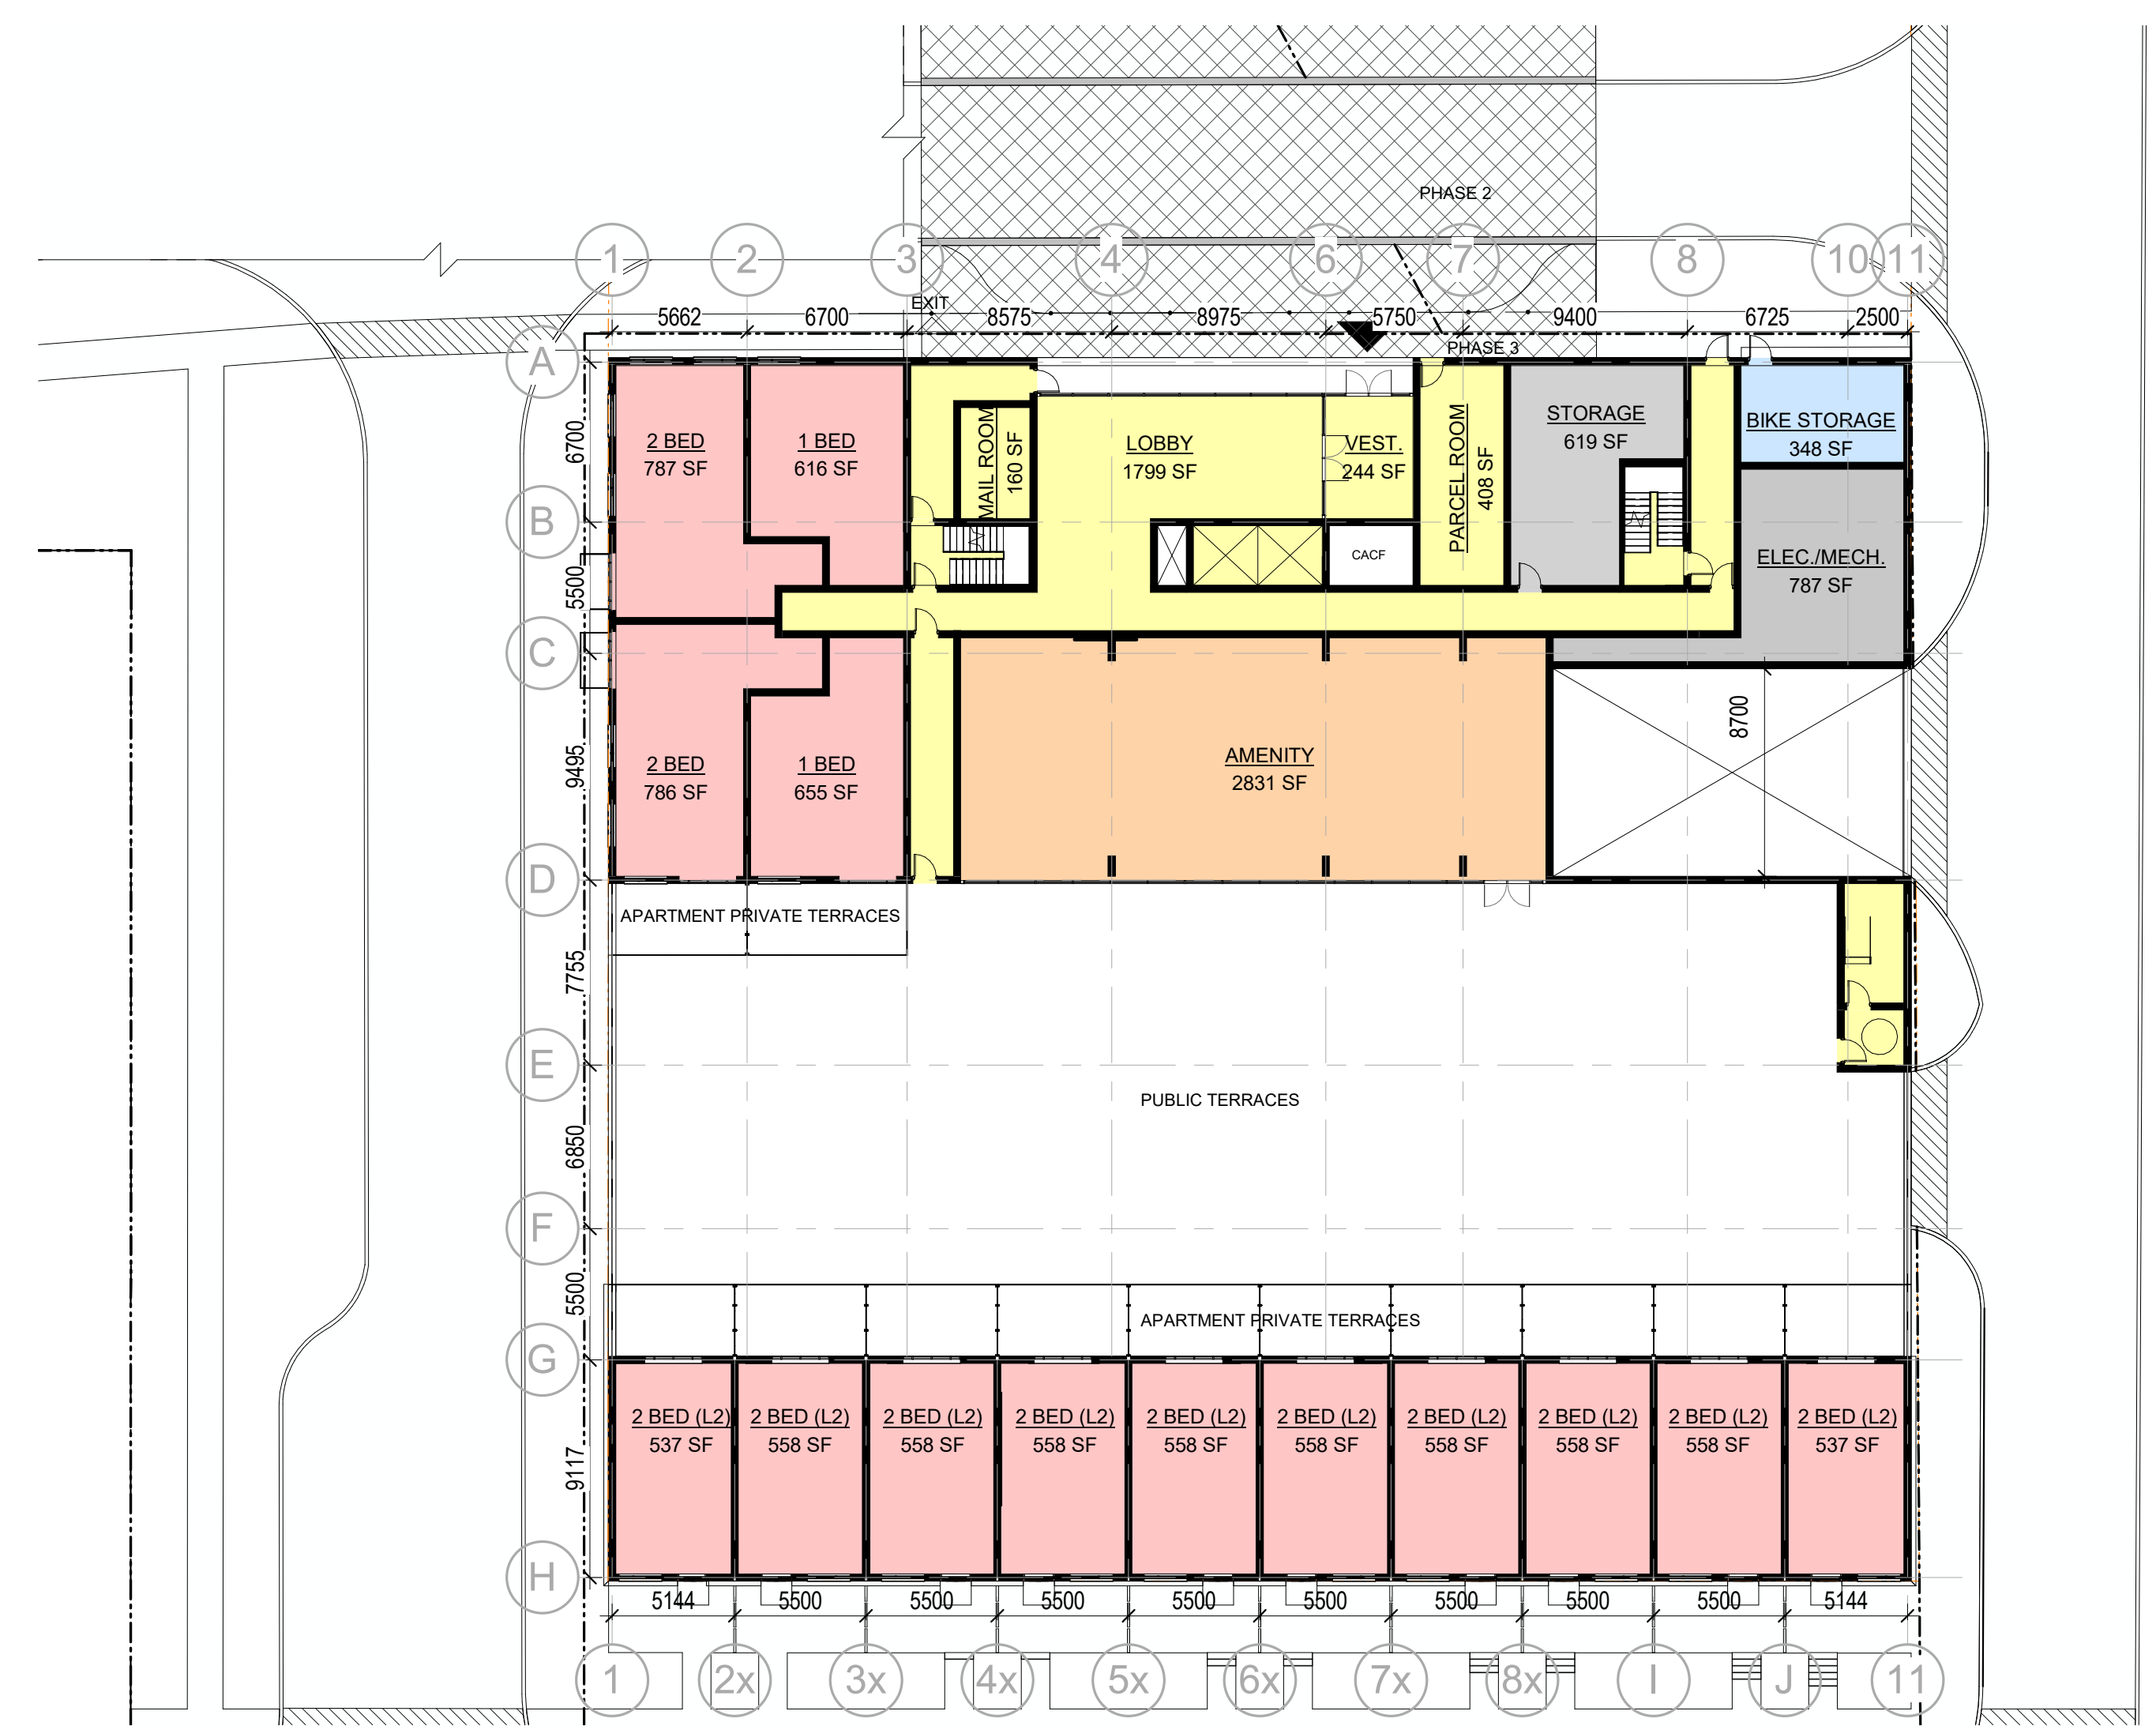 PHASE 2
1 2 3 4 6 7 8 10 11
EXIT
5662 6700 8575 8975 5750 9400 6725 2500
PHASE 3
A
B
C
D
E
F
G
H
6700
5500
9495
7755
6850
5500
9117
2 BED
787 SF
1 BED
616 SF
MAIL ROOM
160 SF
LOBBY
1799 SF
VEST.
244 SF
PARCEL ROOM
408 SF
STORAGE
619 SF
BIKE STORAGE
348 SF
CACF
ELEC./MECH.
787 SF
2 BED
786 SF
1 BED
655 SF
AMENITY
2831 SF
8700
APARTMENT PRIVATE TERRACES
PUBLIC TERRACES
APARTMENT PRIVATE TERRACES
2 BED (L2)
537 SF
2 BED (L2)
558 SF
2 BED (L2)
558 SF
2 BED (L2)
558 SF
2 BED (L2)
558 SF
2 BED (L2)
558 SF
2 BED (L2)
558 SF
2 BED (L2)
558 SF
2 BED (L2)
558 SF
2 BED (L2)
537 SF
5144 5500 5500 5500 5500 5500 5500 5500 5500 5144
1 2x 3x 4x 5x 6x 7x 8x I J 11